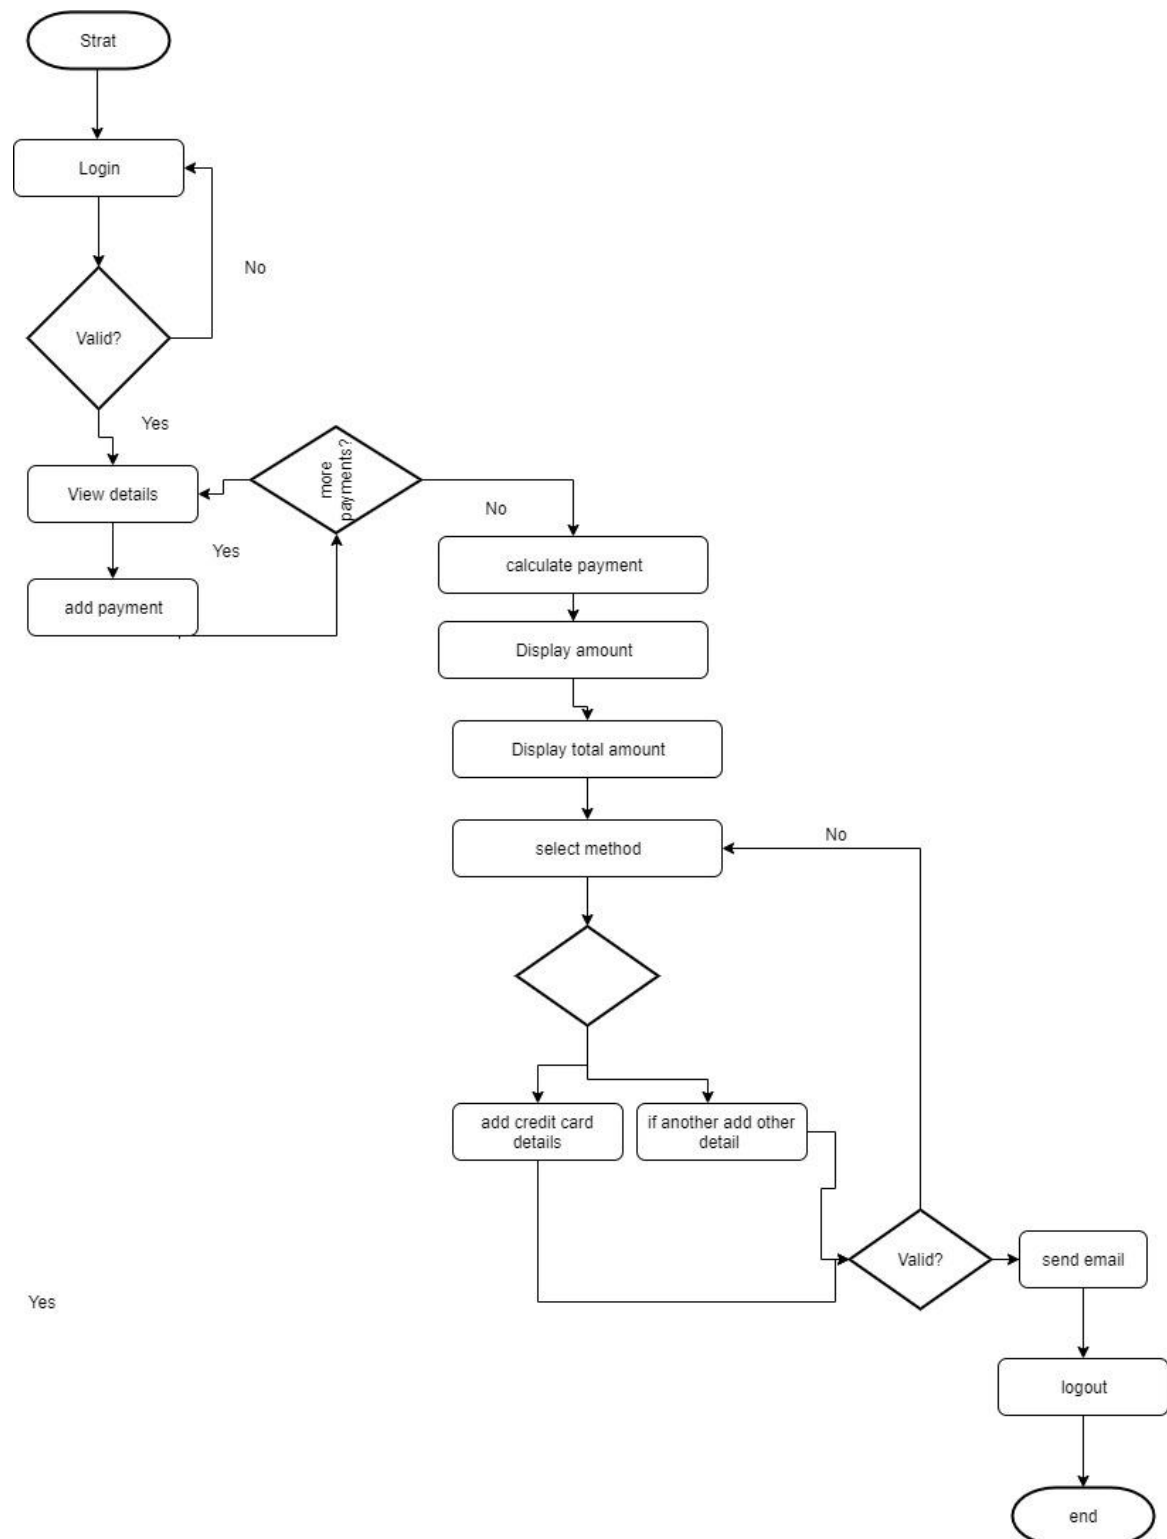 Strat
Login
No
Valid?
Yes
more
payments?
View details
No
Yes
calculate payment
add payment
Display amount
Display total amount
No
select method
add credit card
details
if another add other
detail
Valid?
send email
Yes
logout
end